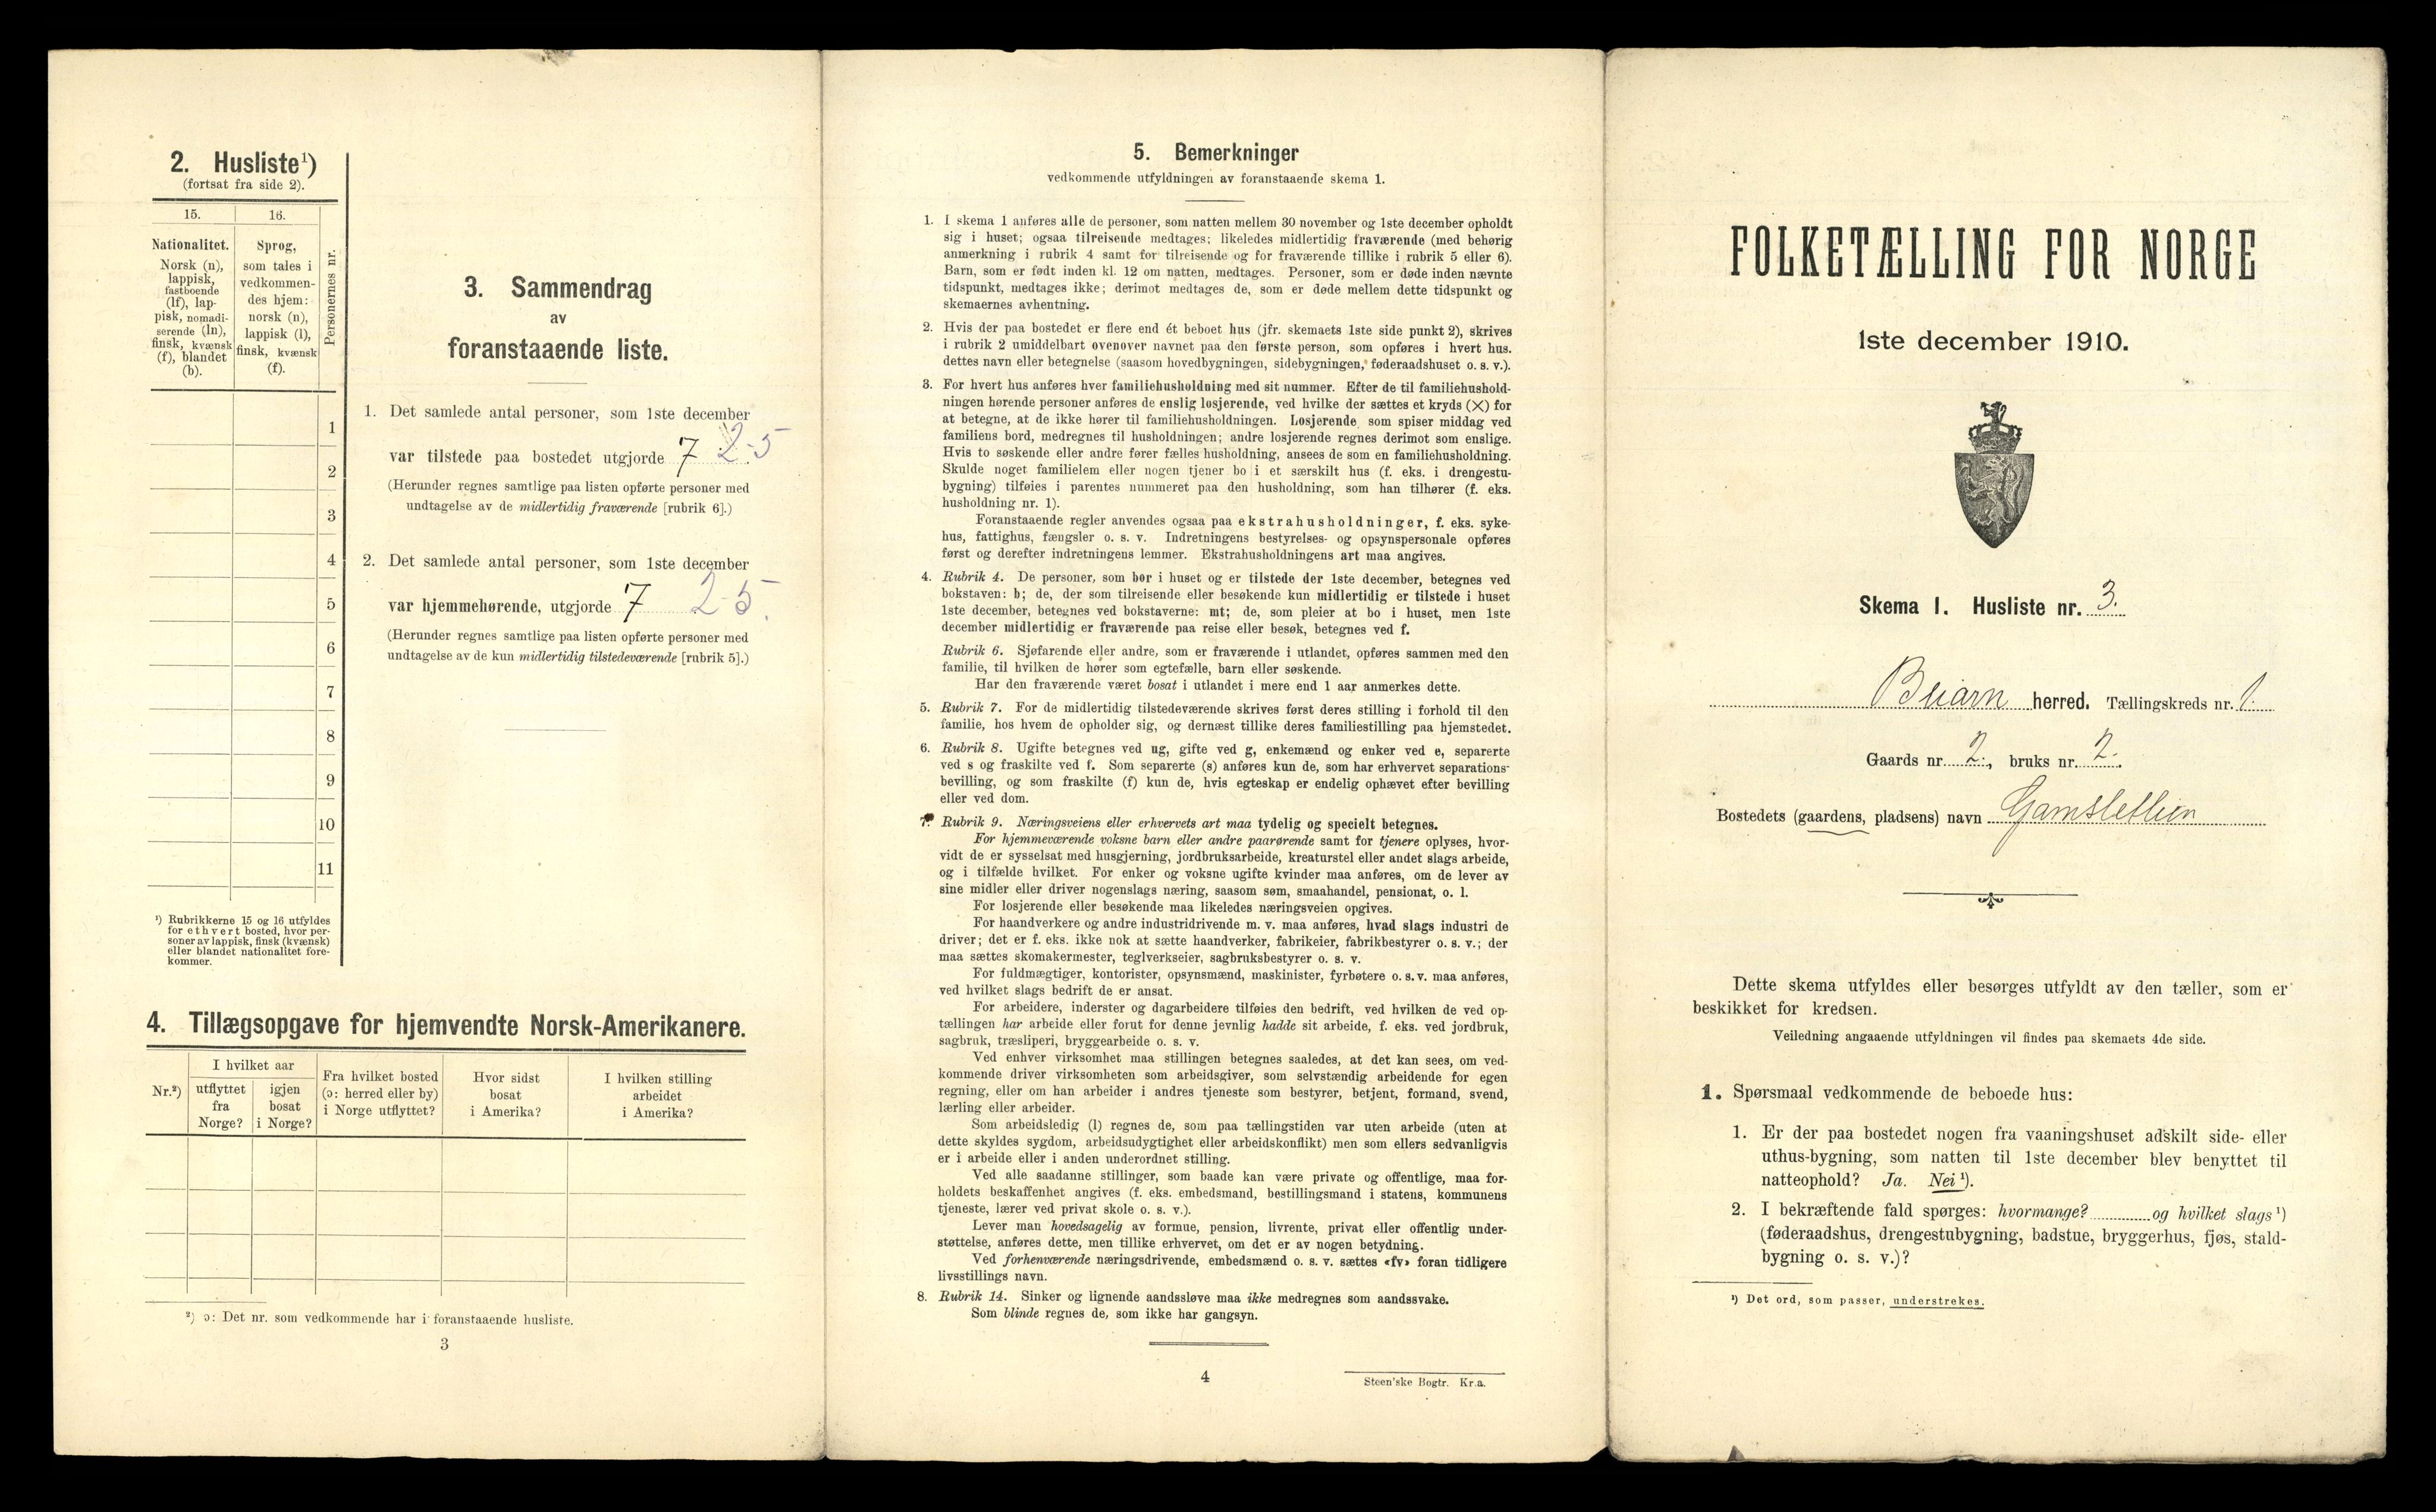 2. Husliste¹)
(fortsat fra side 2).
15.
16.
Nationalitet.
Norsk (n),
lappisk,
fastboende
(lf), lap-
pisk, nomadi-
serende (ln),
finsk, kvænsk
(f), blandet
(b).
Sprog,
som tales i
vedkommen-
des hjem:
norsk (n),
lappisk (l),
finsk, kvænsk
(f).
Personernes nr.
1
2
3
4
5
6
7
8
9
10
11
¹) Rubrikkerne 15 og 16 utfyldes
for ethvert bosted, hvor per-
soner av lappisk, finsk (kvænsk)
eller blandet nationalitet fore-
kommer.
3. Sammendrag
av
foranstaaende liste.
1. Det samlede antal personer, som 1ste december
var tilstede paa bostedet utgjorde 7 2-5
(Herunder regnes samtlige paa listen opførte personer med
undtagelse av de midlertidig fraværende [rubrik 6].)
2. Det samlede antal personer, som 1ste december
var hjemmehørende, utgjorde 7 2-5.
(Herunder regnes samtlige paa listen opførte personer med
undtagelse av de kun midlertidig tilstedeværende [rubrik 5].)
4. Tillægsopgave for hjemvendte Norsk-Amerikanere.
Nr.²)
I hvilket aar
utflyttet
fra
Norge?
igjen
bosat
i Norge?
Fra hvilket bosted
(ɔ: herred eller by)
i Norge utflyttet?
Hvor sidst
bosat
i Amerika?
I hvilken stilling
arbeidet
i Amerika?
²) ɔ: Det nr. som vedkommende har i foranstaaende husliste.
3
5. Bemerkninger
vedkommende utfyldningen av foranstaaende skema 1.
1. I skema 1 anføres alle de personer, som natten mellem 30 november og 1ste december opholdt
sig i huset; ogsaa tilreisende medtages; likeledes midlertidig fraværende (med behørig
anmerkning i rubrik 4 samt for tilreisende og for fraværende tillike i rubrik 5 eller 6).
Barn, som er født inden kl. 12 om natten, medtages. Personer, som er døde inden nævnte
tidspunkt, medtages ikke; derimot medtages de, som er døde mellem dette tidspunkt og
skemaernes avhentning.
2. Hvis der paa bostedet er flere end ét beboet hus (jfr. skemaets 1ste side punkt 2), skrives
i rubrik 2 umiddelbart ovenover navnet paa den første person, som opføres i hvert hus.
dettes navn eller betegnelse (saasom hovedbygningen, sidebygningen, føderaadshuset o. s. v.).
3. For hvert hus anføres hver familiehusholdning med sit nummer. Efter de til familiehushold-
ningen hørende personer anføres de enslig losjerende, ved hvilke der sættes et kryds (×) for
at betegne, at de ikke hører til familiehusholdningen. Losjerende som spiser middag ved
familiens bord, medregnes til husholdningen; andre losjerende regnes derimot som enslige.
Hvis to søskende eller andre fører fælles husholdning, ansees de som en familiehusholdning.
Skulde noget familielem eller nogen tjener bo i et særskilt hus (f. eks. i drengestu-
bygning) tilføies i parentes nummeret paa den husholdning, som han tilhører (f. eks.
husholdning nr. 1).
Foranstaaende regler anvendes ogsaa paa ekstrahusholdninger, f. eks. syke-
hus, fattighus, fængsler o. s. v. Indretningens bestyrelses- og opsynspersonale opføres
først og derefter indretningens lemmer. Ekstrahusholdningens art maa angives.
4. Rubrik 4. De personer, som bor i huset og er tilstede der 1ste december, betegnes ved
bokstaven: b; de, der som tilreisende eller besøkende kun midlertidig er tilstede i huset
1ste december, betegnes ved bokstaverne: mt; de, som pleier at bo i huset, men 1ste
december midlertidig er fraværende paa reise eller besøk, betegnes ved f.
Rubrik 6. Sjøfarende eller andre, som er fraværende i utlandet, opføres sammen med den
familie, til hvilken de hører som egtefælle, barn eller søskende.
Har den fraværende været bosat i utlandet i mere end 1 aar anmerkes dette.
5. Rubrik 7. For de midlertidig tilstedeværende skrives først deres stilling i forhold til den
familie, hos hvem de opholder sig, og dernæst tillike deres familiestilling paa hjemstedet.
6. Rubrik 8. Ugifte betegnes ved ug, gifte ved g, enkemænd og enker ved e, separerte
ved s og fraskilte ved f. Som separerte (s) anføres kun de, som har erhvervet separations-
bevilling, og som fraskilte (f) kun de, hvis egteskap er endelig ophævet efter bevilling
eller ved dom.
7. Rubrik 9. Næringsveiens eller erhvervets art maa tydelig og specielt betegnes.
For hjemmeværende voksne barn eller andre paarørende samt for tjenere oplyses, hvor-
vidt de er sysselsat med husgjerning, jordbruksarbeide, kreaturstel eller andet slags arbeide,
og i tilfælde hvilket. For enker og voksne ugifte kvinder maa anføres, om de lever av
sine midler eller driver nogenslags næring, saasom søm, smaahandel, pensionat, o. l.
For losjerende eller besøkende maa likeledes næringsveien opgives.
For haandverkere og andre industridrivende m. v. maa anføres, hvad slags industri de
driver; det er f. eks. ikke nok at sætte haandverker, fabrikeier, fabrikbestyrer o. s. v.; der
maa sættes skomakermester, teglverkseier, sagbruksbestyrer o. s. v.
For fuldmægtiger, kontorister, opsynsmænd, maskinister, fyrbøtere o. s. v. maa anføres,
ved hvilket slags bedrift de er ansat.
For arbeidere, inderster og dagarbeidere tilføies den bedrift, ved hvilken de ved op-
tællingen har arbeide eller forut for denne jevnlig hadde sit arbeide, f. eks. ved jordbruk,
sagbruk, træsliperi, bryggearbeide o. s. v.
Ved enhver virksomhet maa stillingen betegnes saaledes, at det kan sees, om ved-
kommende driver virksomheten som arbeidsgiver, som selvstændig arbeidende for egen
regning, eller om han arbeider i andres tjeneste som bestyrer, betjent, formand, svend,
lærling eller arbeider.
Som arbeidsledig (l) regnes de, som paa tællingstiden var uten arbeide (uten at
dette skyldes sygdom, arbeidsudygtighet eller arbeidskonflikt) men som ellers sedvanligvis
er i arbeide eller i anden underordnet stilling.
Ved alle saadanne stillinger, som baade kan være private og offentlige, maa for-
holdets beskaffenhet angives (f. eks. embedsmand, bestillingsmand i statens, kommunens
tjeneste, lærer ved privat skole o. s. v.).
Lever man hovedsagelig av formue, pension, livrente, privat eller offentlig under-
støttelse, anføres dette, men tillike erhvervet, om det er av nogen betydning.
Ved forhenværende næringsdrivende, embedsmænd o. s. v. sættes «fv» foran tidligere
livsstillings navn.
8. Rubrik 14. Sinker og lignende aandssløve maa ikke medregnes som aandssvake.
Som blinde regnes de, som ikke har gangsyn.
4
Steen'ske Bogtr. Kr.a.
FOLKETÆLLING FOR NORGE
1ste december 1910.
Skema I. Husliste nr. 3.
Beiarn herred. Tællingskreds nr. 1.
Gaards nr. 2., bruks nr. 2.
Bostedets (gaardens, pladsens) navn Gamsletlien
Dette skema utfyldes eller besørges utfyldt av den tæller, som er
beskikket for kredsen.
Veiledning angaaende utfyldningen vil findes paa skemaets 4de side.
1. Spørsmaal vedkommende de beboede hus:
1. Er der paa bostedet nogen fra vaaningshuset adskilt side- eller
uthus-bygning, som natten til 1ste december blev benyttet til
natteophold? Ja. Nei ¹).
2. I bekræftende fald spørges: hvormange? og hvilket slags ¹)
(føderaadshus, drengestubygning, badstue, bryggerhus, fjøs, stald-
bygning o. s. v.)?
¹) Det ord, som passer, understrekes.